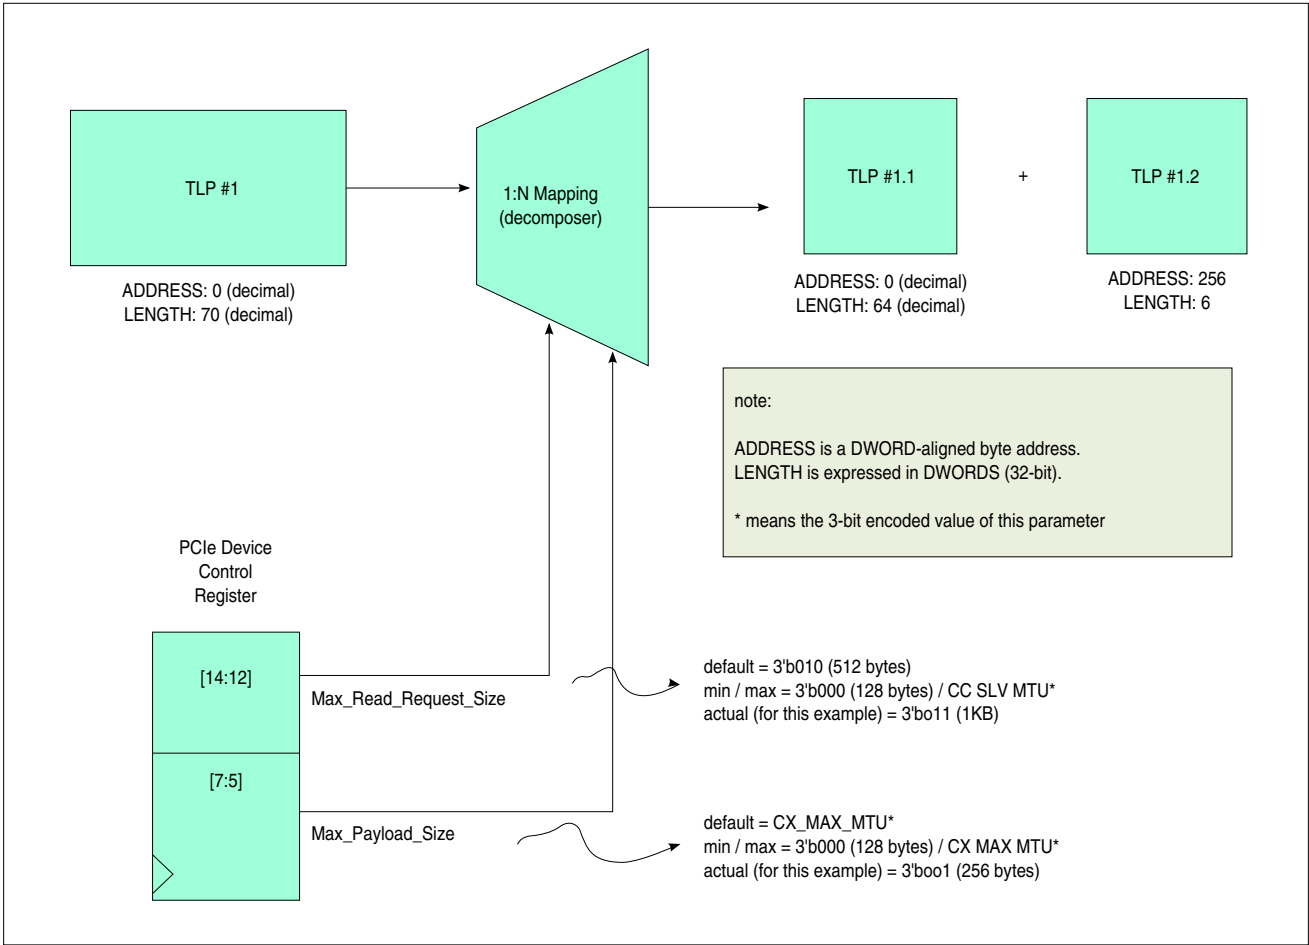 TLP #1
ADDRESS: 0 (decimal)
LENGTH: 70 (decimal)
1:N Mapping
(decomposer)
TLP #1.1
+
TLP #1.2
ADDRESS: 0 (decimal)
LENGTH: 64 (decimal)
ADDRESS: 256
LENGTH: 6
note:
ADDRESS is a DWORD-aligned byte address.
LENGTH is expressed in DWORDS (32-bit).
* means the 3-bit encoded value of this parameter
PCIe Device
Control
Register
[14:12]
Max_Read_Request_Size
default = 3'b010 (512 bytes)
min / max = 3'b000 (128 bytes) / CC SLV MTU*
actual (for this example) = 3'bo11 (1KB)
[7:5]
Max_Payload_Size
default = CX_MAX_MTU*
min / max = 3'b000 (128 bytes) / CX MAX MTU*
actual (for this example) = 3'boo1 (256 bytes)